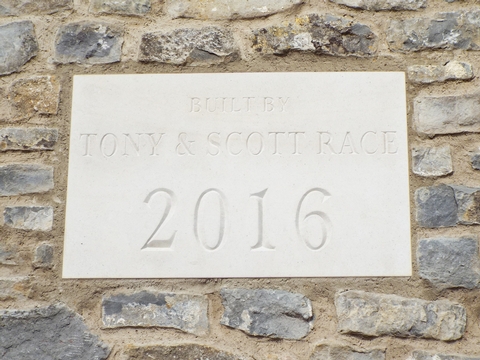 BUILT BY
TONY & SCOTT RACE
2016